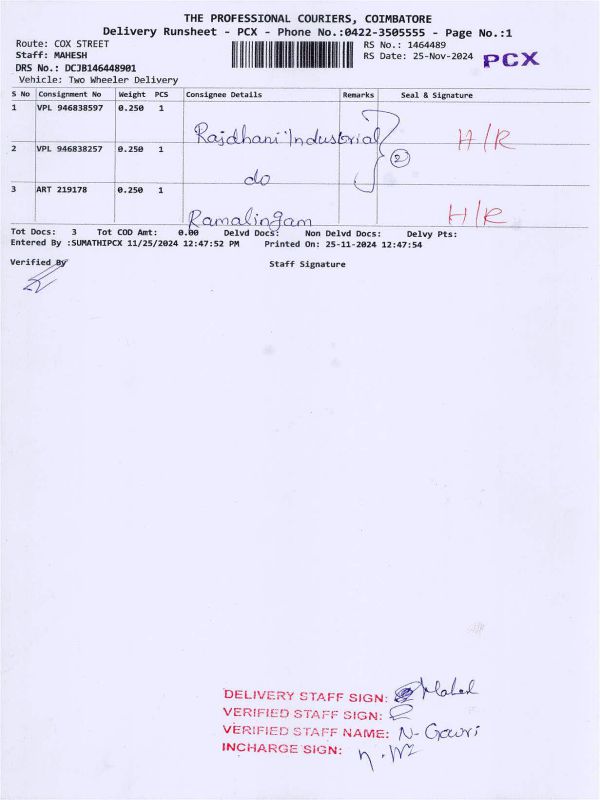 THE PROFESSIONAL COURIERS, COIMBATORE
Delivery Runsheet - PCX - Phone No.:0422-3505555 - Page No.:1
Route: COX STREET
RS No.: 1464489
Staff: MAHESH
RS Date: 25-Nov-2024
PCX
DRS No.: DCJB146448901
Vehicle: Two Wheeler Delivery
S No Consignment No Weight PCS Consignee Details Remarks Seal & Signature
1 VPL 946838597 0.250 1 Rajdhani Industrial H/R
2 VPL 946838257 0.250 1 do 2
3 ART 219178 0.250 1 Ramalingam H/R
Tot Docs: 3 Tot COD Amt: 0.00 Delvd Docs: Non Delvd Docs: Delvy Pts:
Entered By :SUMATHIPCX 11/25/2024 12:47:52 PM Printed On: 25-11-2024 12:47:54
Verified By Staff Signature
DELIVERY STAFF SIGN:
VERIFIED STAFF SIGN:
VERIFIED STAFF NAME: N- Gowri
INCHARGE SIGN: